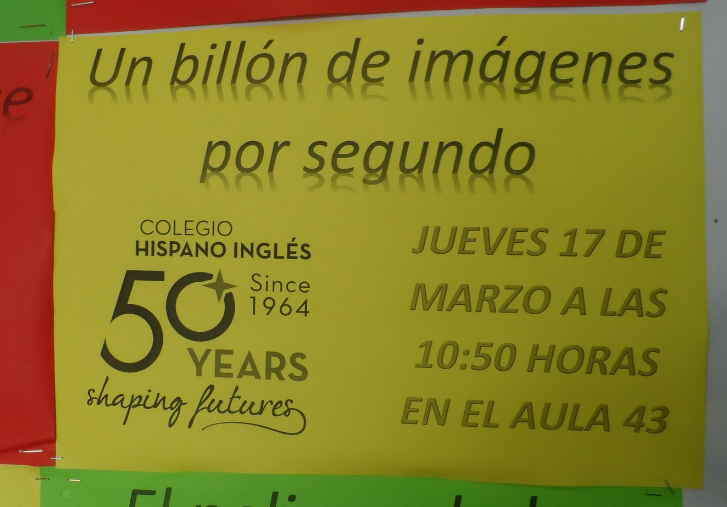 Un billón de imágenes
por segundo
COLEGIO
HISPANO INGLÉS
50 Since
1964
YEARS
shaping futures
JUEVES 17 DE
MARZO A LAS
10:50 HORAS
EN EL AULA 43